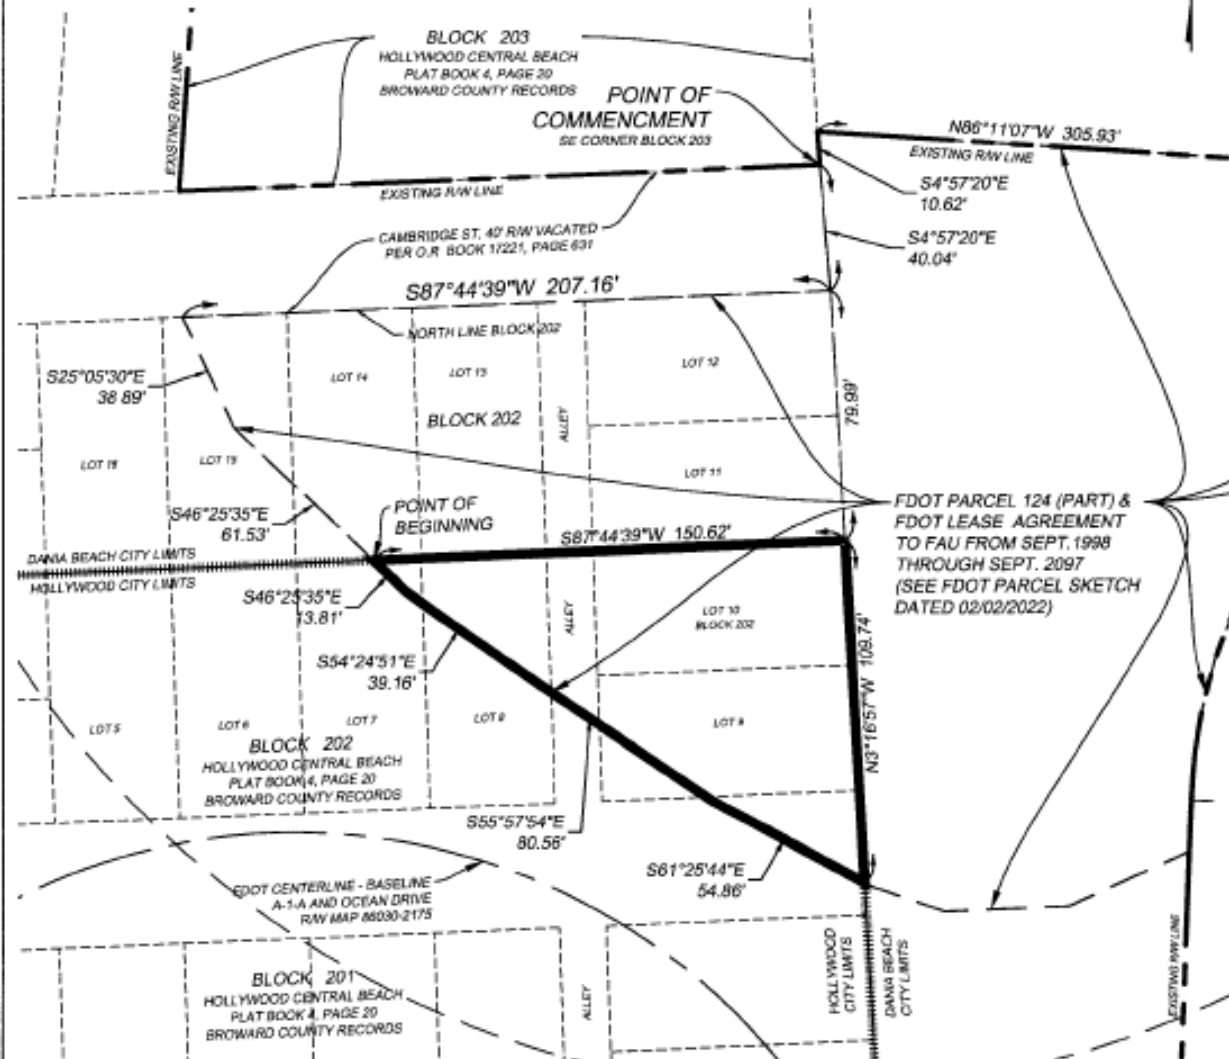 BLOCK 203
HOLLYWOOD CENTRAL BEACH
PLAT BOOK 4, PAGE 20
BROWARD COUNTY RECORDS
EXISTING R/W LINE
POINT OF
COMMENCMENT
SE CORNER BLOCK 203
N86°11'07"W 305.93'
EXISTING R/W LINE
EXISTING R/W LINE
S4°57'20"E
10.62'
CAMBRIDGE ST, 40' R/W VACATED
PER O.R BOOK 17221, PAGE 631
S4°57'20"E
40.04'
S87°44'39"W 207.16'
NORTH LINE BLOCK 202
S25°05'30"E
38 89'
LOT 14
LOT 13
LOT 12
BLOCK 202
ALLEY
79.99'
LOT 16
LOT 15
LOT 11
S46°25'35"E
61.53'
POINT OF
BEGINNING
S87°44'39"W 150.62'
FDOT PARCEL 124 (PART) &
FDOT LEASE AGREEMENT
TO FAU FROM SEPT.1998
THROUGH SEPT. 2097
(SEE FDOT PARCEL SKETCH
DATED 02/02/2022)
DANIA BEACH CITY LIMITS
HOLLYWOOD CITY LIMITS
S46°25'35"E
13.81'
ALLEY
LOT 10
BLOCK 202
N3°16'57"W 109.74'
S54°24'51"E
39.16'
LOT 5
LOT 6
LOT 7
LOT 8
LOT 9
BLOCK 202
HOLLYWOOD CENTRAL BEACH
PLAT BOOK 4, PAGE 20
BROWARD COUNTY RECORDS
S55°57'54"E
80.56'
S61°25'44"E
54.86'
FDOT CENTERLINE - BASELINE
A-1-A AND OCEAN DRIVE
R/W MAP 86030-2175
HOLLYWOOD
CITY LIMITS
DANIA BEACH
CITY LIMITS
EXISTING R/W LINE
BLOCK 201
HOLLYWOOD CENTRAL BEACH
PLAT BOOK 4, PAGE 20
BROWARD COUNTY RECORDS
ALLEY